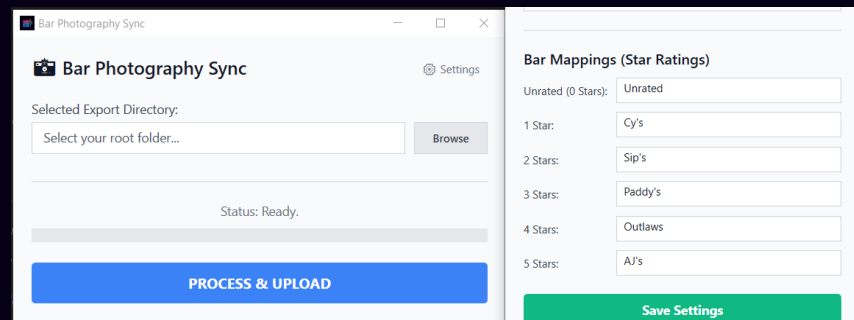 Bar Photography Sync
Bar Photography Sync
Settings
Selected Export Directory:
Select your root folder...
Browse
Status: Ready.
PROCESS & UPLOAD
Bar Mappings (Star Ratings)
Unrated (0 Stars): Unrated
1 Star: Cy's
2 Stars: Sip's
3 Stars: Paddy's
4 Stars: Outlaws
5 Stars: AJ's
Save Settings